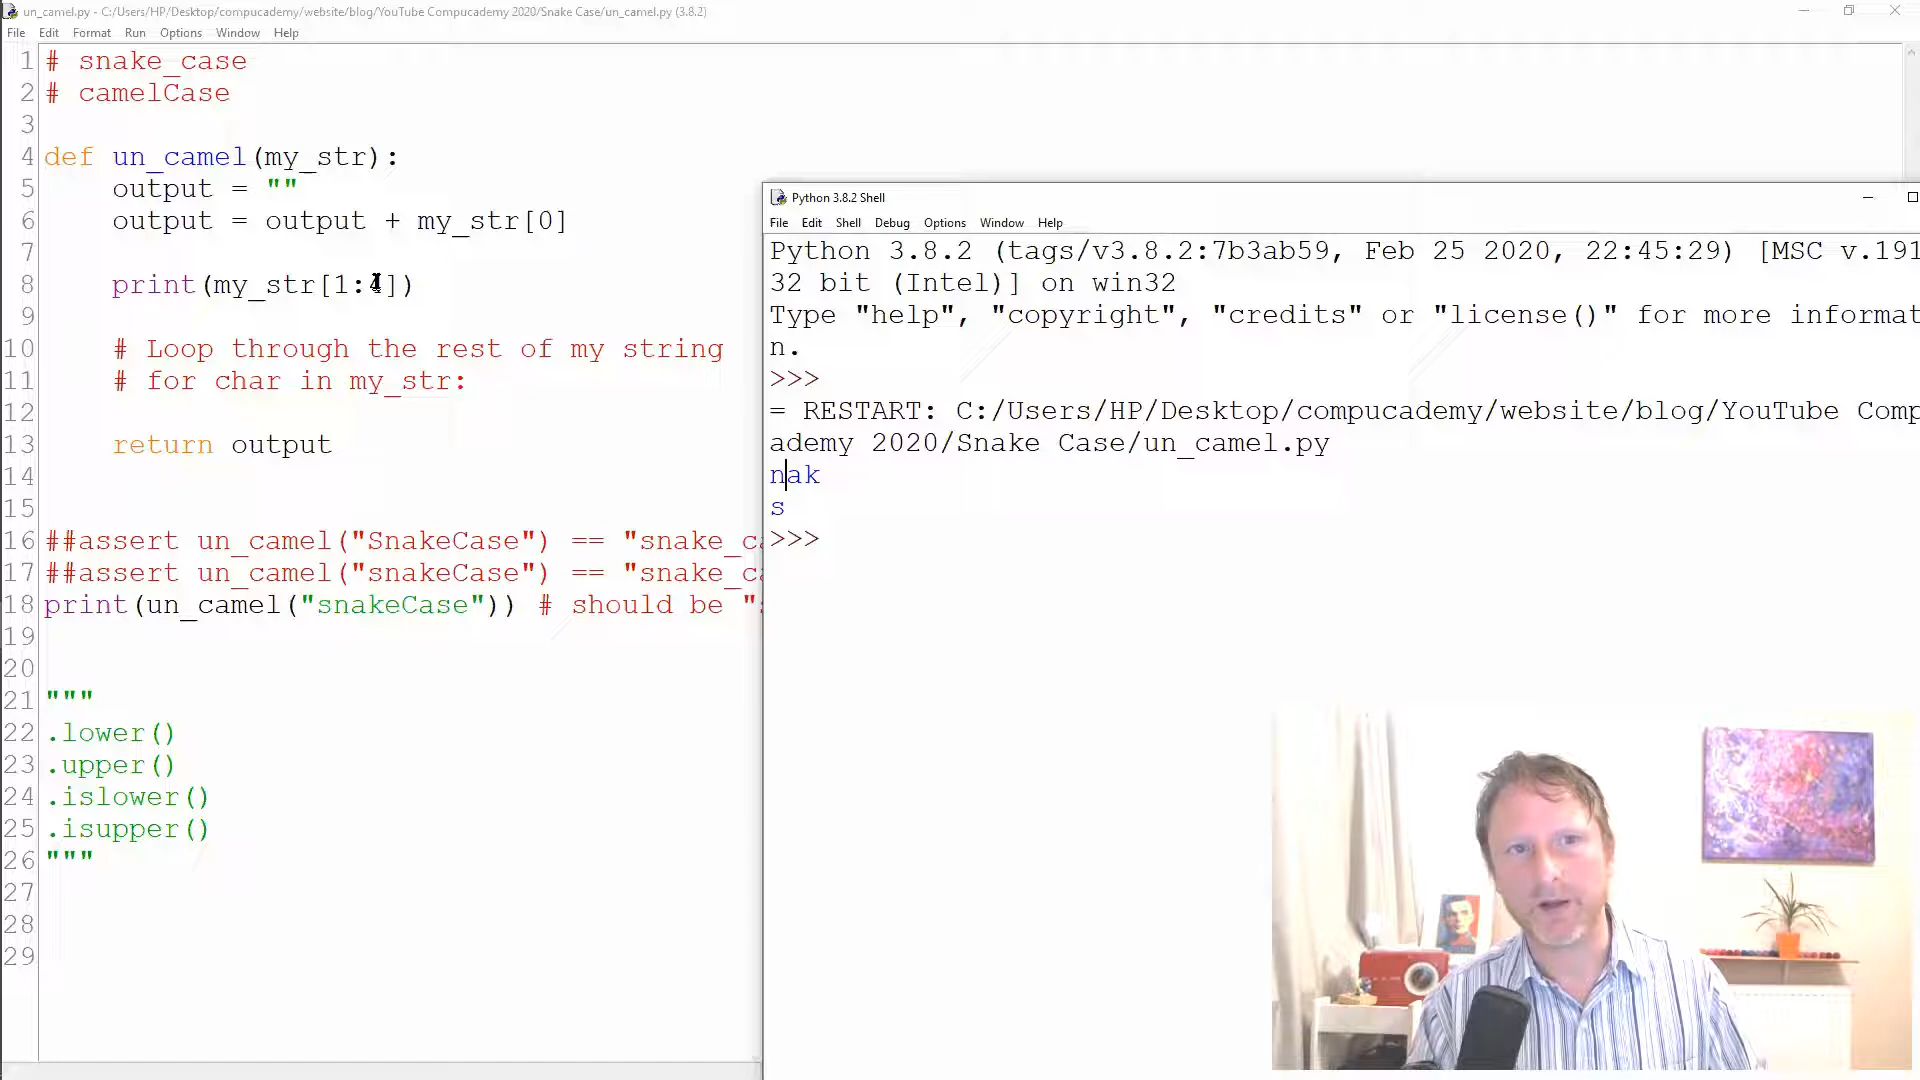 un_camel.py - C:/Users/HP/Desktop/compucademy/website/blog/YouTube Compucademy 2020/Snake Case/un_camel.py (3.8.2)
File Edit Format Run Options Window Help
1 # snake_case
2 # camelCase
3
4 def un_camel(my_str):
5 output = ""
6 output = output + my_str[0]
7
8 print(my_str[1:4])
9
10 # Loop through the rest of my string
11 # for char in my_str:
12
13 return output
14
15
16 ##assert un_camel("SnakeCase") == "snake_ca
17 ##assert un_camel("snakeCase") == "snake_ca
18 print(un_camel("snakeCase")) # should be "s
19
20
21 """
22 .lower()
23 .upper()
24 .islower()
25 .isupper()
26 """
27
28
29
Python 3.8.2 Shell
File Edit Shell Debug Options Window Help
Python 3.8.2 (tags/v3.8.2:7b3ab59, Feb 25 2020, 22:45:29) [MSC v.191
32 bit (Intel)] on win32
Type "help", "copyright", "credits" or "license()" for more informat
n.
>>>
= RESTART: C:/Users/HP/Desktop/compucademy/website/blog/YouTube Comp
ademy 2020/Snake Case/un_camel.py
nak
s
>>>